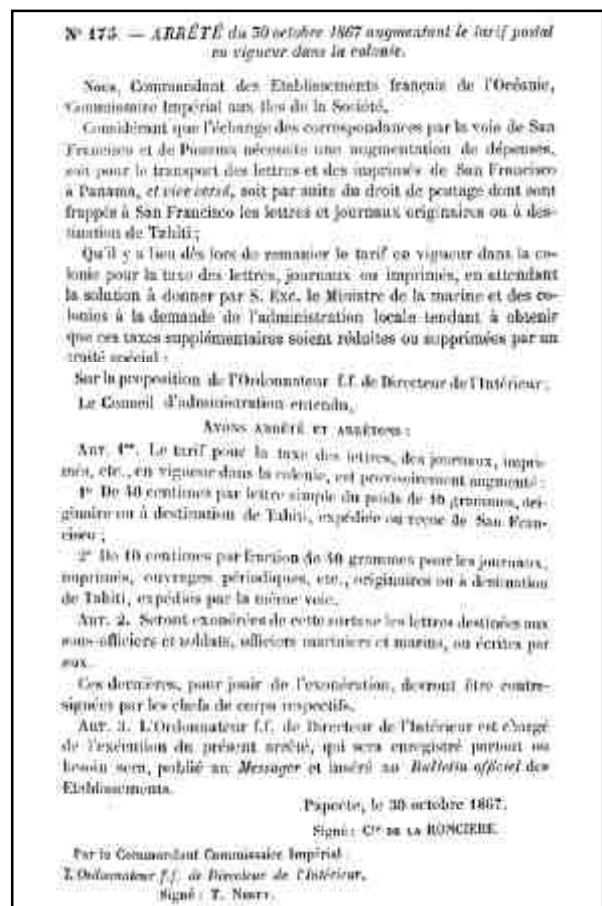 N° 175. — ARRÊTÉ du 30 octobre 1867 augmentant le tarif postal
en vigueur dans la colonie.
Nous, Commandant des Etablissements français de l'Océanie,
Commissaire Impérial aux Iles de la Société,
Considérant que l'échange des correspondances par la voie de San
Francisco et de Panama nécessite une augmentation de dépenses,
soit pour le transport des lettres et des imprimés de San Francisco
à Panama, et vice versâ, soit par suite du droit de postage dont sont
frappés à San Francisco les lettres et journaux originaires ou à des-
tination de Tahiti ;
Qu'il y a lieu dès lors de remanier le tarif en vigueur dans la co-
lonie pour la taxe des lettres, journaux ou imprimés, en attendant
la solution à donner par S. Exc. le Ministre de la marine et des co-
lonies à la demande de l'administration locale tendant à obtenir
que ces taxes supplémentaires soient réduites ou supprimées par un
traité spécial ;
Sur la proposition de l'Ordonnateur f.f. de Directeur de l'Intérieur ;
Le Conseil d'administration entendu,
AVONS ARRÊTÉ ET ARRÊTONS :
ART. 1er. Le tarif pour la taxe des lettres, des journaux, impri-
més, etc., en vigueur dans la colonie, est provisoirement augmenté :
1° De 40 centimes par lettre simple du poids de 10 grammes, ori-
ginaire ou à destination de Tahiti, expédiée ou reçue de San Fran-
cisco ;
2° De 10 centimes par fraction de 40 grammes pour les journaux,
imprimés, ouvrages périodiques, etc., originaires ou à destination
de Tahiti, expédiés par la même voie.
ART. 2. Seront exonérées de cette surtaxe les lettres destinées aux
sous-officiers et soldats, officiers mariniers et marins, ou écrites par
eux.
Ces dernières, pour jouir de l'exonération, devront être contre-
signées par les chefs de corps respectifs.
ART. 3. L'Ordonnateur f.f. de Directeur de l'Intérieur est chargé
de l'exécution du présent arrêté, qui sera enregistré partout où
besoin sera, publié au Messager et inséré au Bulletin officiel des
Etablissements.
Papeete, le 30 octobre 1867.
Signé : Cte DE LA RONCIÈRE.
Par le Commandant Commissaire Impérial :
L'Ordonnateur f.f. de Directeur de l'Intérieur,
Signé : T.